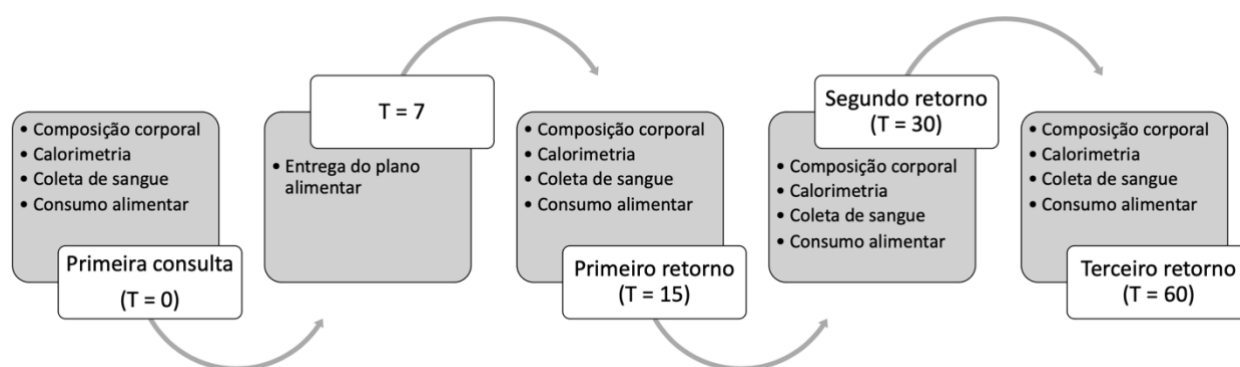 • Composição corporal
• Calorimetria
• Coleta de sangue
• Consumo alimentar
Primeira consulta
(T = 0)
T = 7
• Entrega do plano
alimentar
• Composição corporal
• Calorimetria
• Coleta de sangue
• Consumo alimentar
Primeiro retorno
(T = 15)
Segundo retorno
(T = 30)
• Composição corporal
• Calorimetria
• Coleta de sangue
• Consumo alimentar
• Composição corporal
• Calorimetria
• Coleta de sangue
• Consumo alimentar
Terceiro retorno
(T = 60)